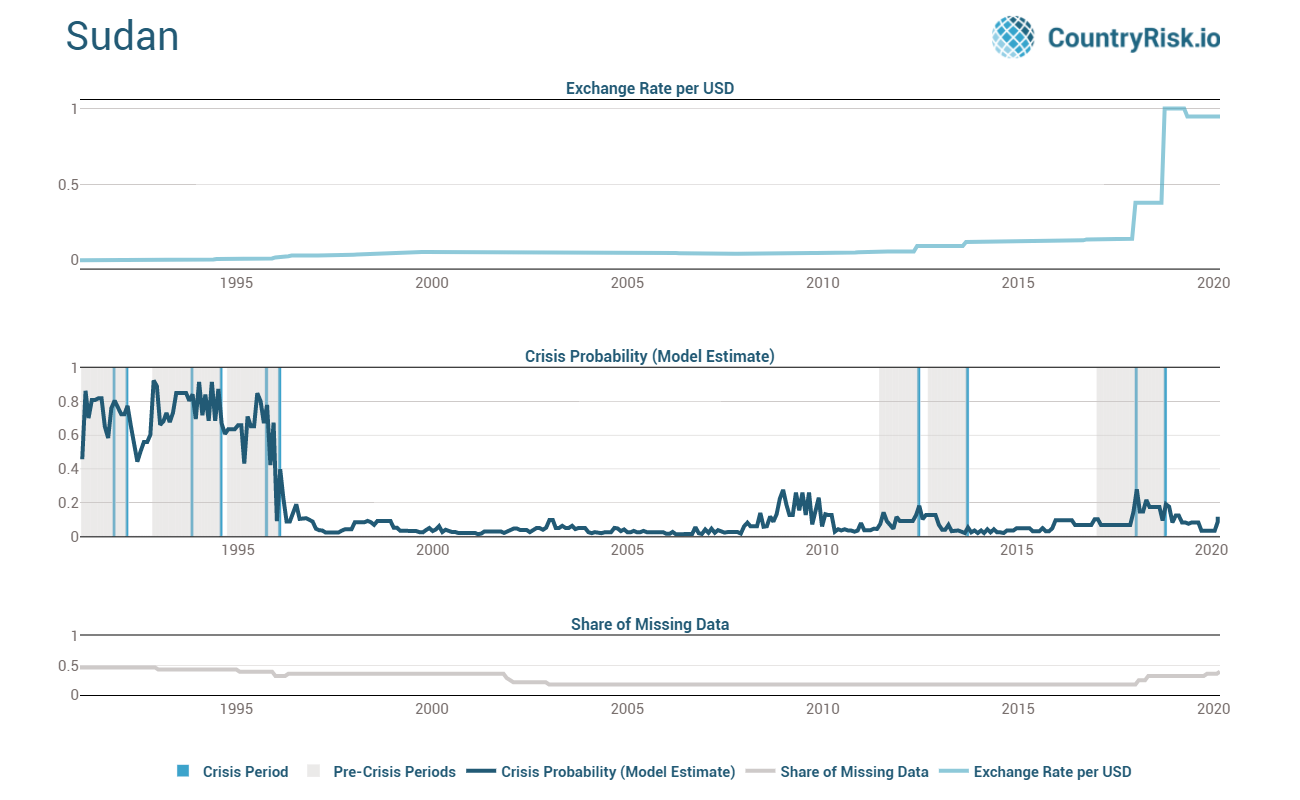 Sudan
CountryRisk.io
Exchange Rate per USD
1
0.5
0
1995 2000 2005 2010 2015 2020
Crisis Probability (Model Estimate)
1
0.8
0.6
0.4
0.2
0
1995 2000 2005 2010 2015 2020
Share of Missing Data
1
0.5
0
1995 2000 2005 2010 2015 2020
Crisis Period Pre-Crisis Periods Crisis Probability (Model Estimate) Share of Missing Data Exchange Rate per USD